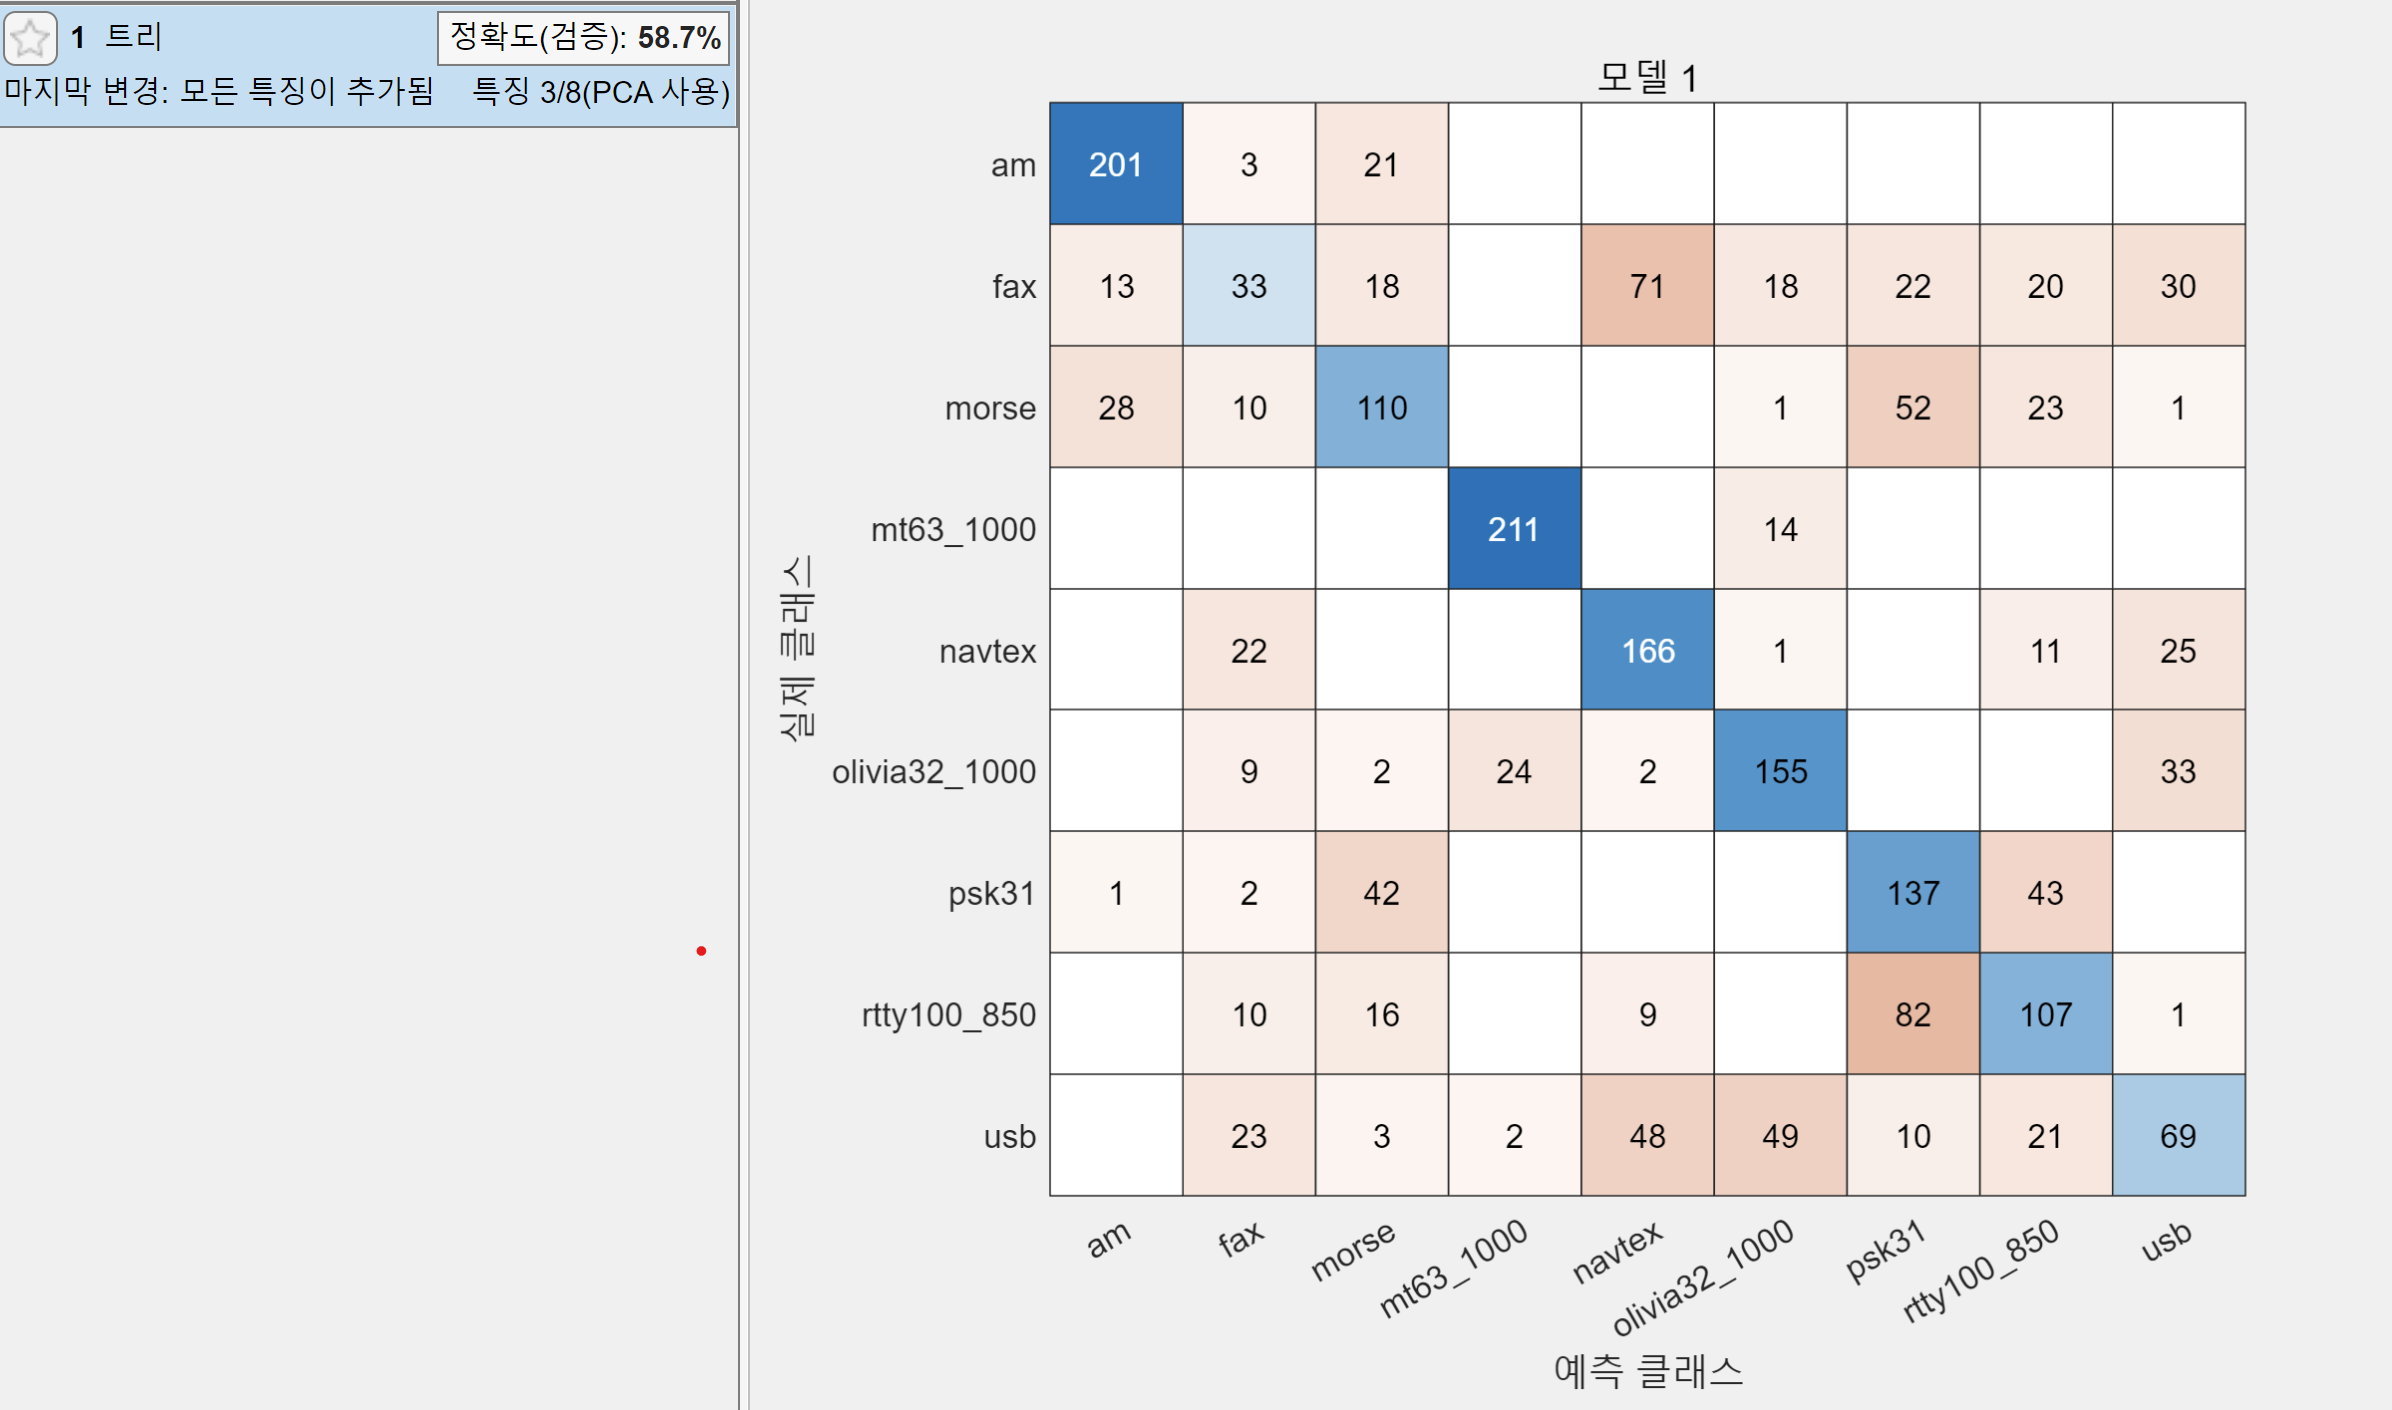 1 트리 정확도(검증): 58.7%
마지막 변경: 모든 특징이 추가됨 특징 3/8(PCA 사용)
모델 1
실제 클래스
am 201 3 21
fax 13 33 18 71 18 22 20 30
morse 28 10 110 1 52 23 1
mt63_1000 211 14
navtex 22 166 1 11 25
olivia32_1000 9 2 24 2 155 33
psk31 1 2 42 137 43
rtty100_850 10 16 9 82 107 1
usb 23 3 2 48 49 10 21 69
am fax morse mt63_1000 navtex olivia32_1000 psk31 rtty100_850 usb
예측 클래스